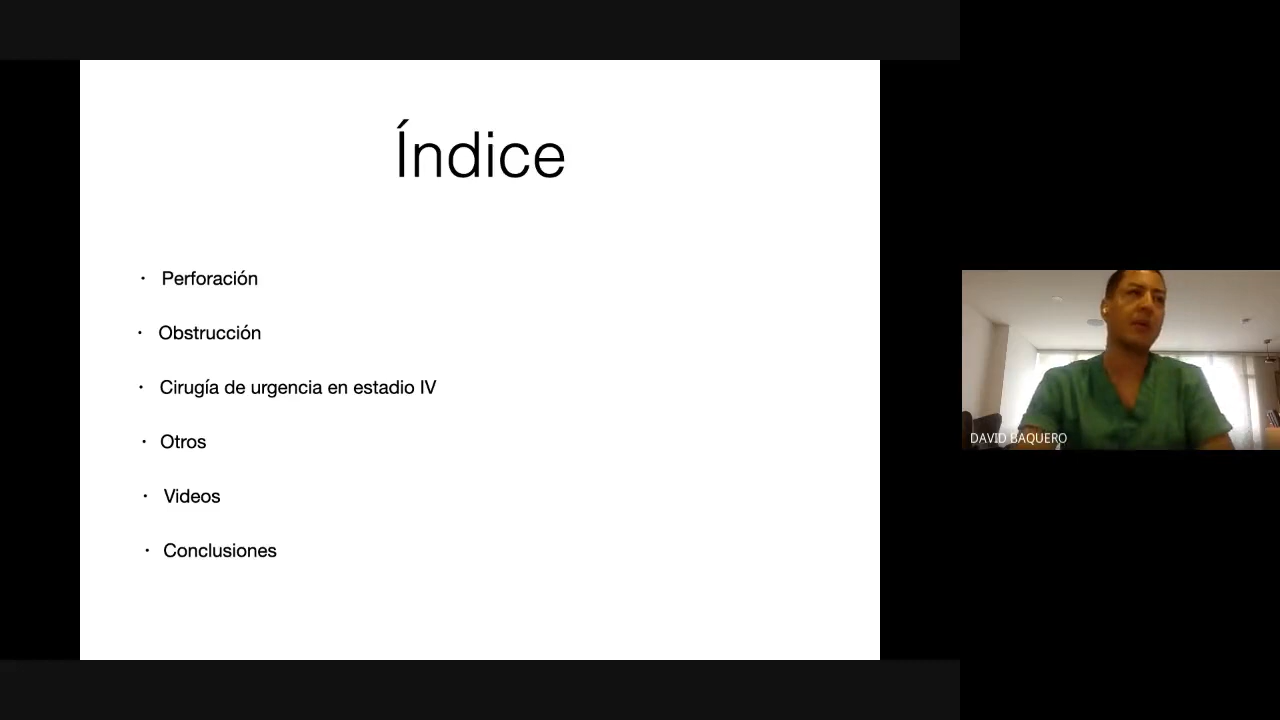 Índice
· Perforación
· Obstrucción
· Cirugía de urgencia en estadio IV
· Otros
· Videos
· Conclusiones
DAVID BAQUERO